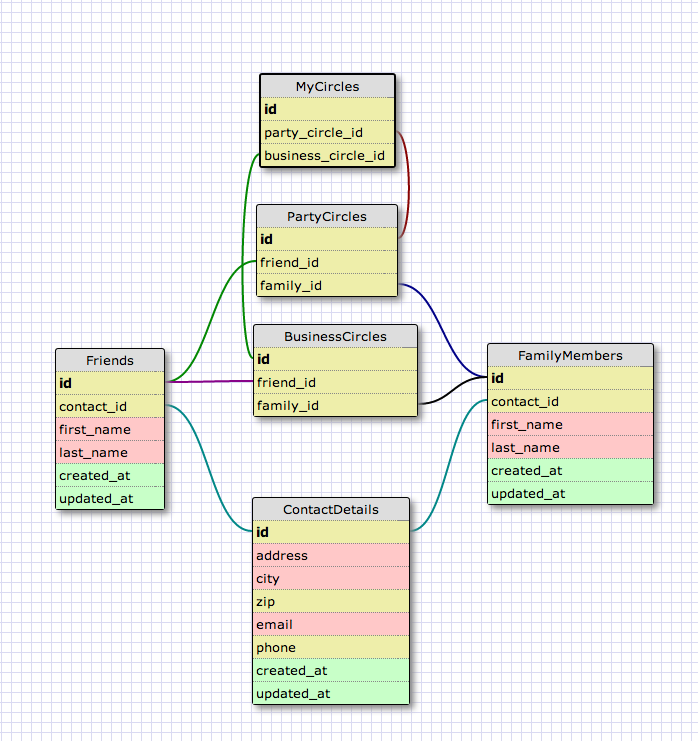 MyCircles
id
party_circle_id
business_circle_id
PartyCircles
id
friend_id
family_id
BusinessCircles
id
friend_id
family_id
Friends
id
contact_id
first_name
last_name
created_at
updated_at
FamilyMembers
id
contact_id
first_name
last_name
created_at
updated_at
ContactDetails
id
address
city
zip
email
phone
created_at
updated_at